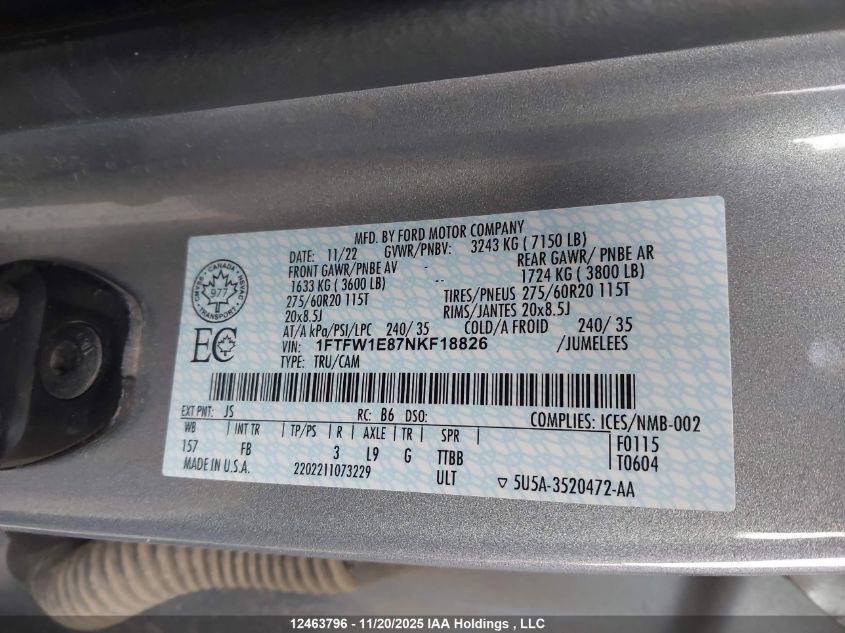 MFD. BY FORD MOTOR COMPANY
DATE: 11/22 GVWR/PNBV: 3243 KG ( 7150 LB)
FRONT GAWR/PNBE AV - REAR GAWR/ PNBE AR
1633 KG ( 3600 LB) -- 1724 KG ( 3800 LB)
275/60R20 115T TIRES/PNEUS 275/60R20 115T
20x8.5J RIMS/JANTES 20x8.5J
AT/A kPa/PSI/LPC 240/ 35 COLD/A FROID 240/ 35
VIN: 1FTFW1E87NKF18826 /JUMELEES
TYPE: TRU/CAM
CANADA
977
TRANSPORT
EC
EXT PNT: JS RC: B6 DSO: COMPLIES: ICES/NMB-002
WB INT TR TP/PS R AXLE TR SPR F0115
157 FB 3 L9 G TTBB T0604
MADE IN U.S.A. 2202211073229 ULT ▽ 5U5A-3520472-AA
12463796 - 11/20/2025 IAA Holdings , LLC